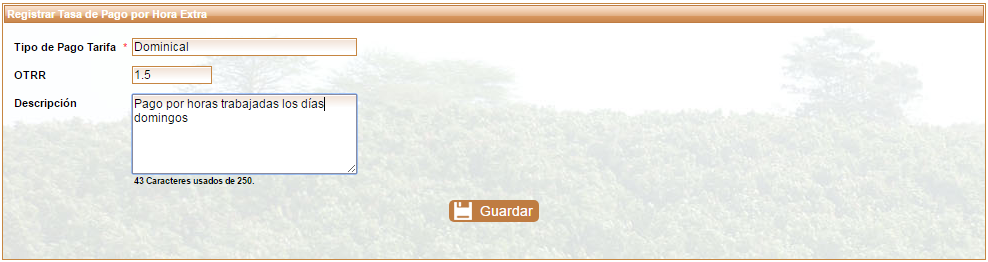 Registrar Tasa de Pago por Hora Extra
Tipo de Pago Tarifa * Dominical
OTRR 1.5
Descripción Pago por horas trabajadas los días
domingos
43 Caracteres usados de 250.
Guardar